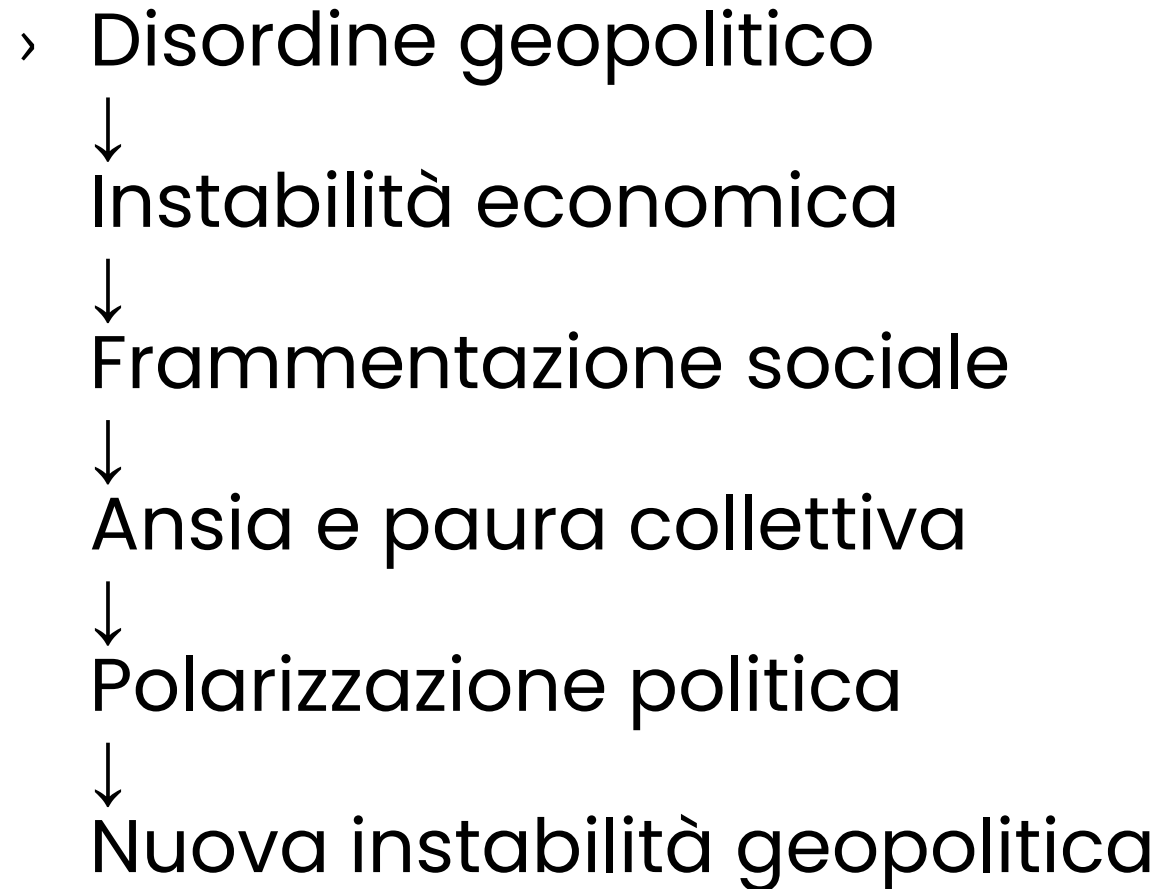 › Disordine geopolitico
↓
Instabilità economica
↓
Frammentazione sociale
↓
Ansia e paura collettiva
↓
Polarizzazione politica
↓
Nuova instabilità geopolitica